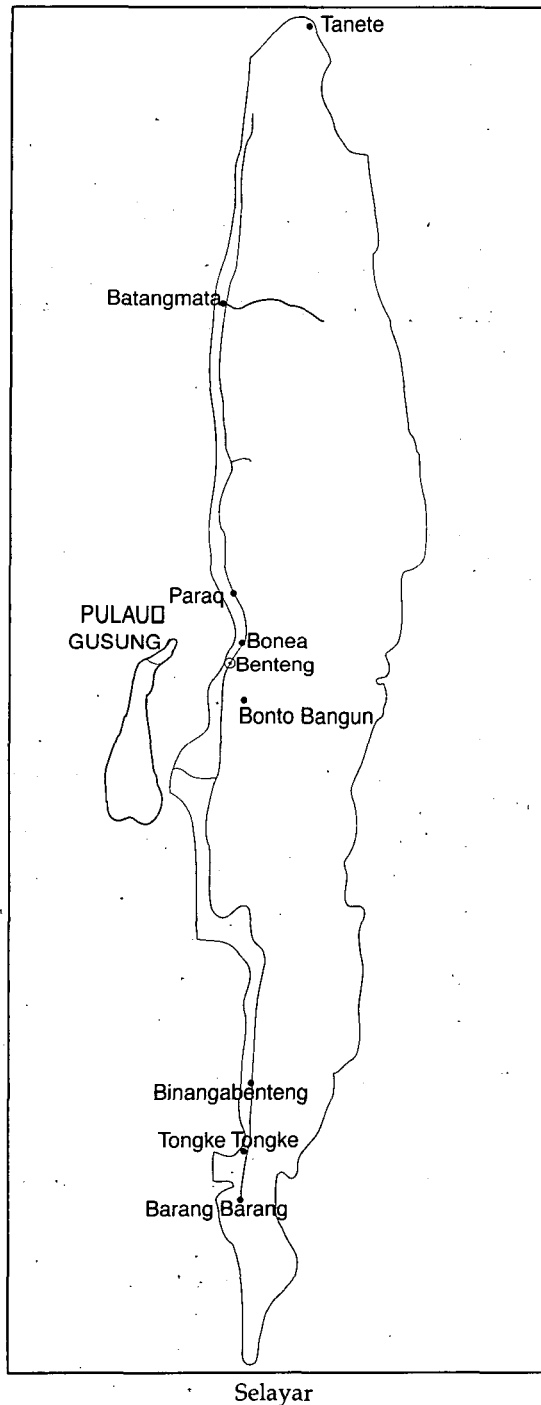 Tanete
Batangmata
Paraq
PULAU□
GUSUNG
Bonea
Benteng
Bonto Bangun
Binangabenteng
Tongke Tongke
Barang Barang
Selayar